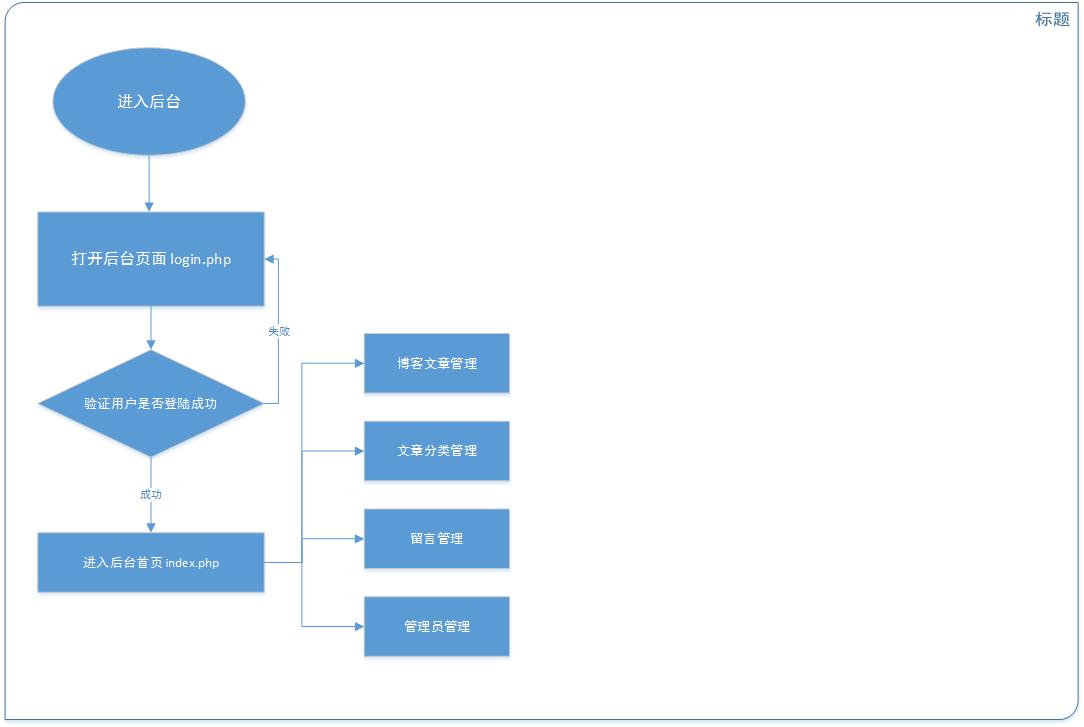 标题
进入后台
打开后台页面 login.php
失败
验证用户是否登陆成功
成功
进入后台首页 index.php
博客文章管理
文章分类管理
留言管理
管理员管理